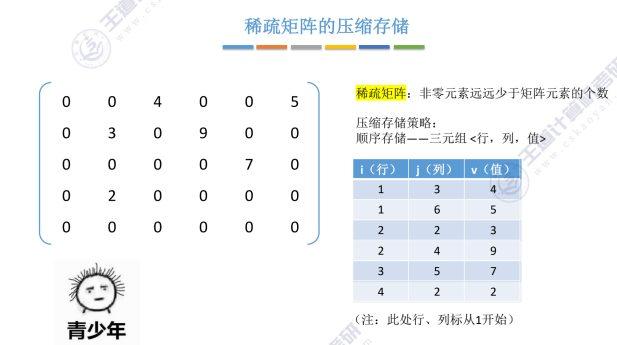 稀疏矩阵的压缩存储
0 0 4 0 0 5
0 3 0 9 0 0
0 0 0 0 7 0
0 2 0 0 0 0
0 0 0 0 0 0
青少年
稀疏矩阵：非零元素远远少于矩阵元素的个数
压缩存储策略：
顺序存储——三元组 <行，列，值>
i（行） j（列） v（值）
1 3 4
1 6 5
2 2 3
2 4 9
3 5 7
4 2 2
（注：此处行、列标从1开始）